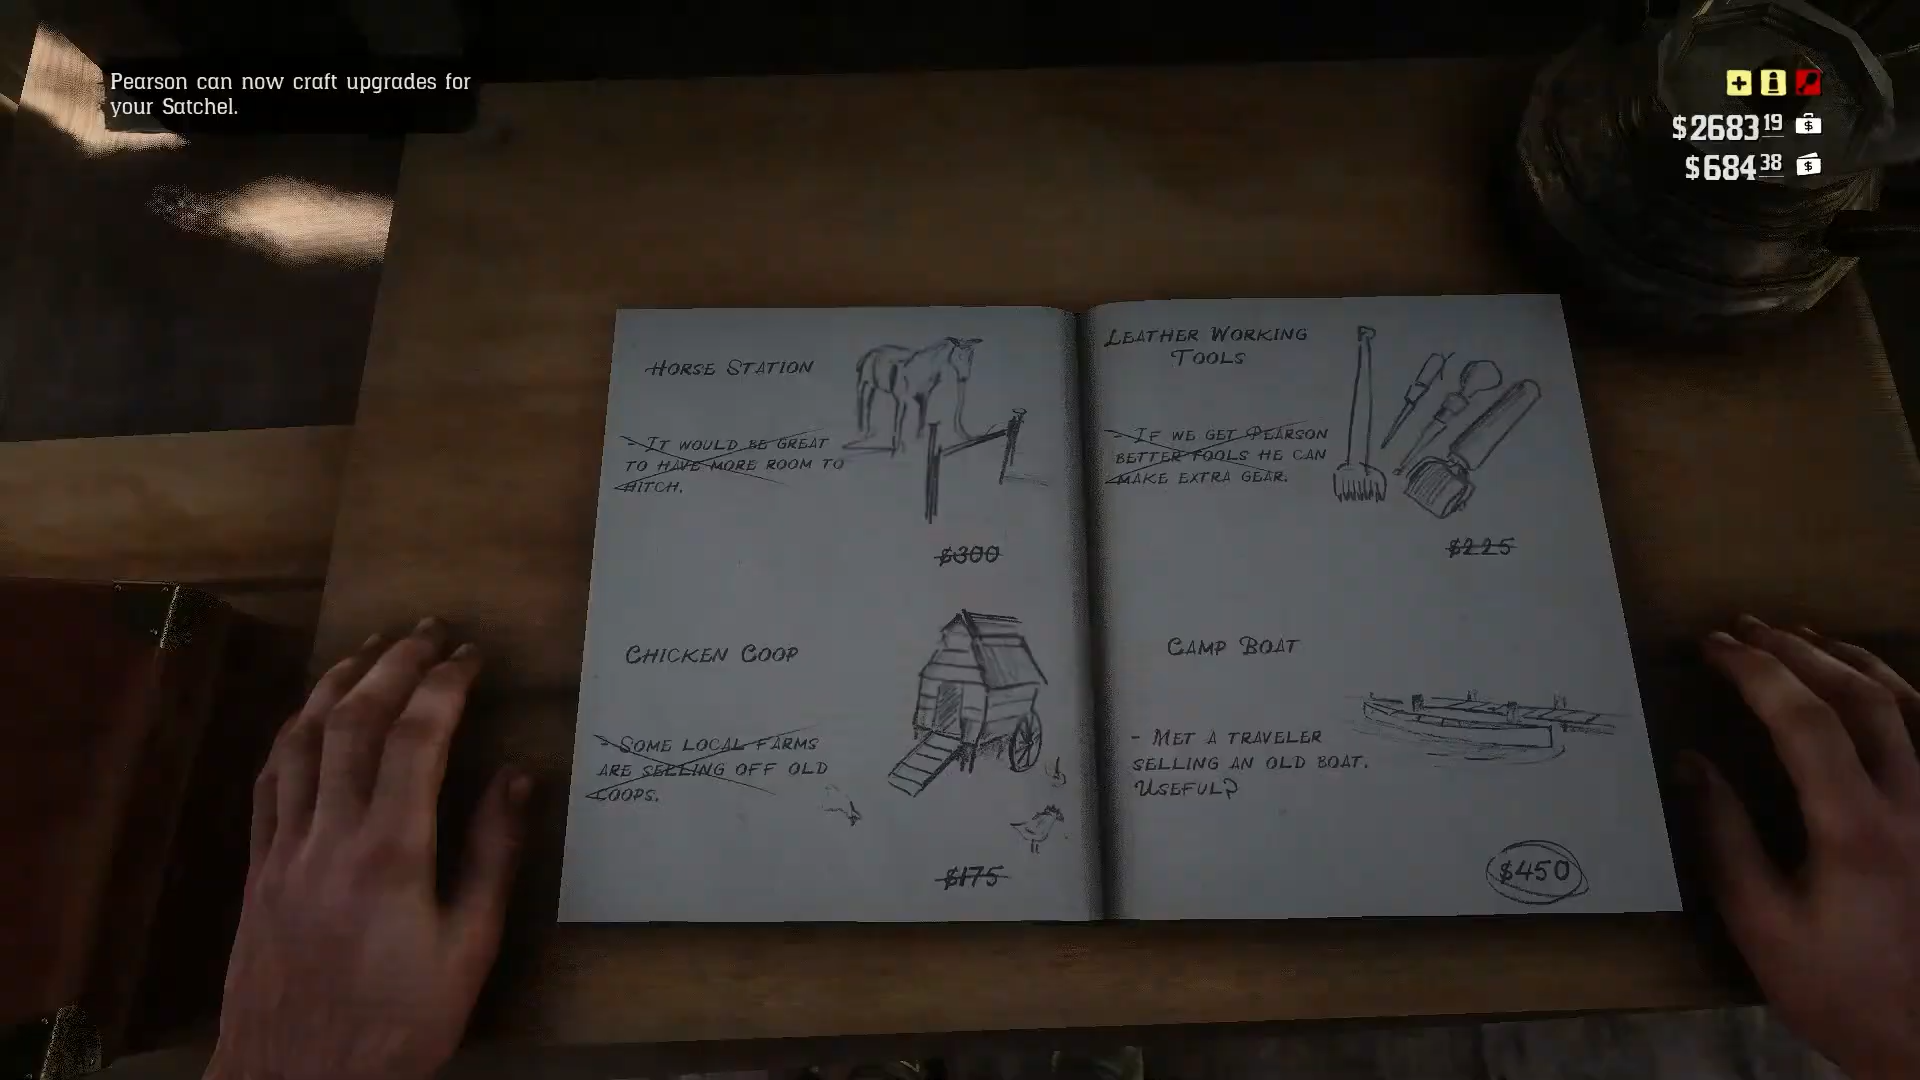 Pearson can now craft upgrades for
your Satchel.
$2683 19
$684 38
Horse Station
- It would be great
to have more room to
hitch.
$300
Chicken Coop
- Some local farms
are selling off old
coops.
$175
Leather Working
Tools
- If we get Pearson
better tools he can
make extra gear.
$225
Camp Boat
- Met a traveler
selling an old boat.
Useful?
$450